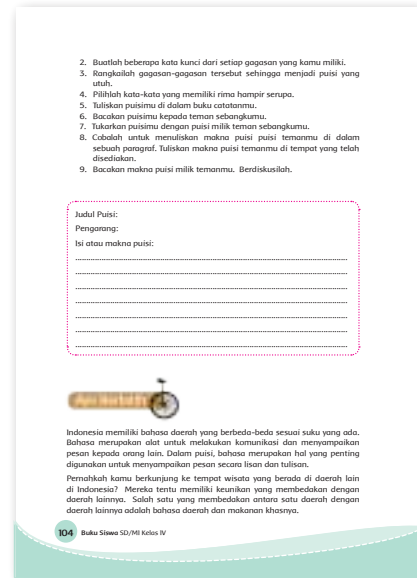 2. Buatlah beberapa kata kunci dari setiap gagasan yang kamu miliki.
3. Rangkailah gagasan-gagasan tersebut sehingga menjadi puisi yang
utuh.
4. Pilihlah kata-kata yang memiliki rima hampir serupa.
5. Tuliskan puisimu di dalam buku catatanmu.
6. Bacakan puisimu kepada teman sebangkumu.
7. Tukarkan puisimu dengan puisi milik teman sebangkumu.
8. Cobalah untuk menuliskan makna puisi puisi temanmu di dalam
sebuah paragraf. Tuliskan makna puisi temanmu di tempat yang telah
disediakan.
9. Bacakan makna puisi milik temanmu. Berdiskusilah.
Judul Puisi:
Pengarang:
Isi atau makna puisi:
Indonesia memiliki bahasa daerah yang berbeda-beda sesuai suku yang ada.
Bahasa merupakan alat untuk melakukan komunikasi dan menyampaikan
pesan kepada orang lain. Dalam puisi, bahasa merupakan hal yang penting
digunakan untuk menyampaikan pesan secara lisan dan tulisan.
Pernahkah kamu berkunjung ke tempat wisata yang berada di daerah lain
di Indonesia? Mereka tentu memiliki keunikan yang membedakan dengan
daerah lainnya. Salah satu yang membedakan antara satu daerah dengan
daerah lainnya adalah bahasa daerah dan makanan khasnya.
104 Buku Siswa SD/MI Kelas IV